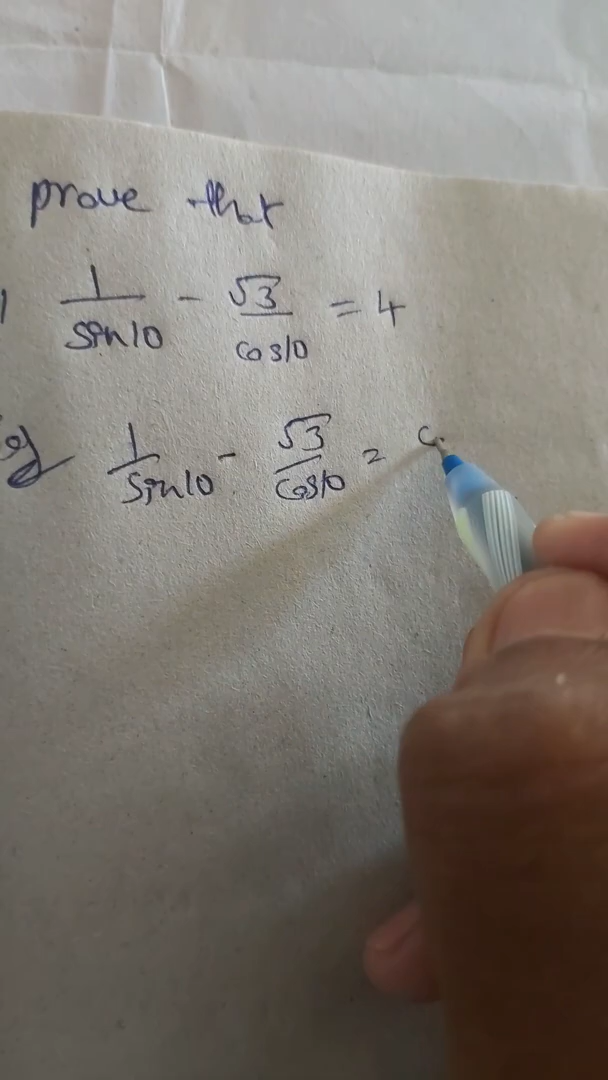 prove that
1/sin10 - √3/cos10 = 4
1/sin10 - √3/cos10 = c